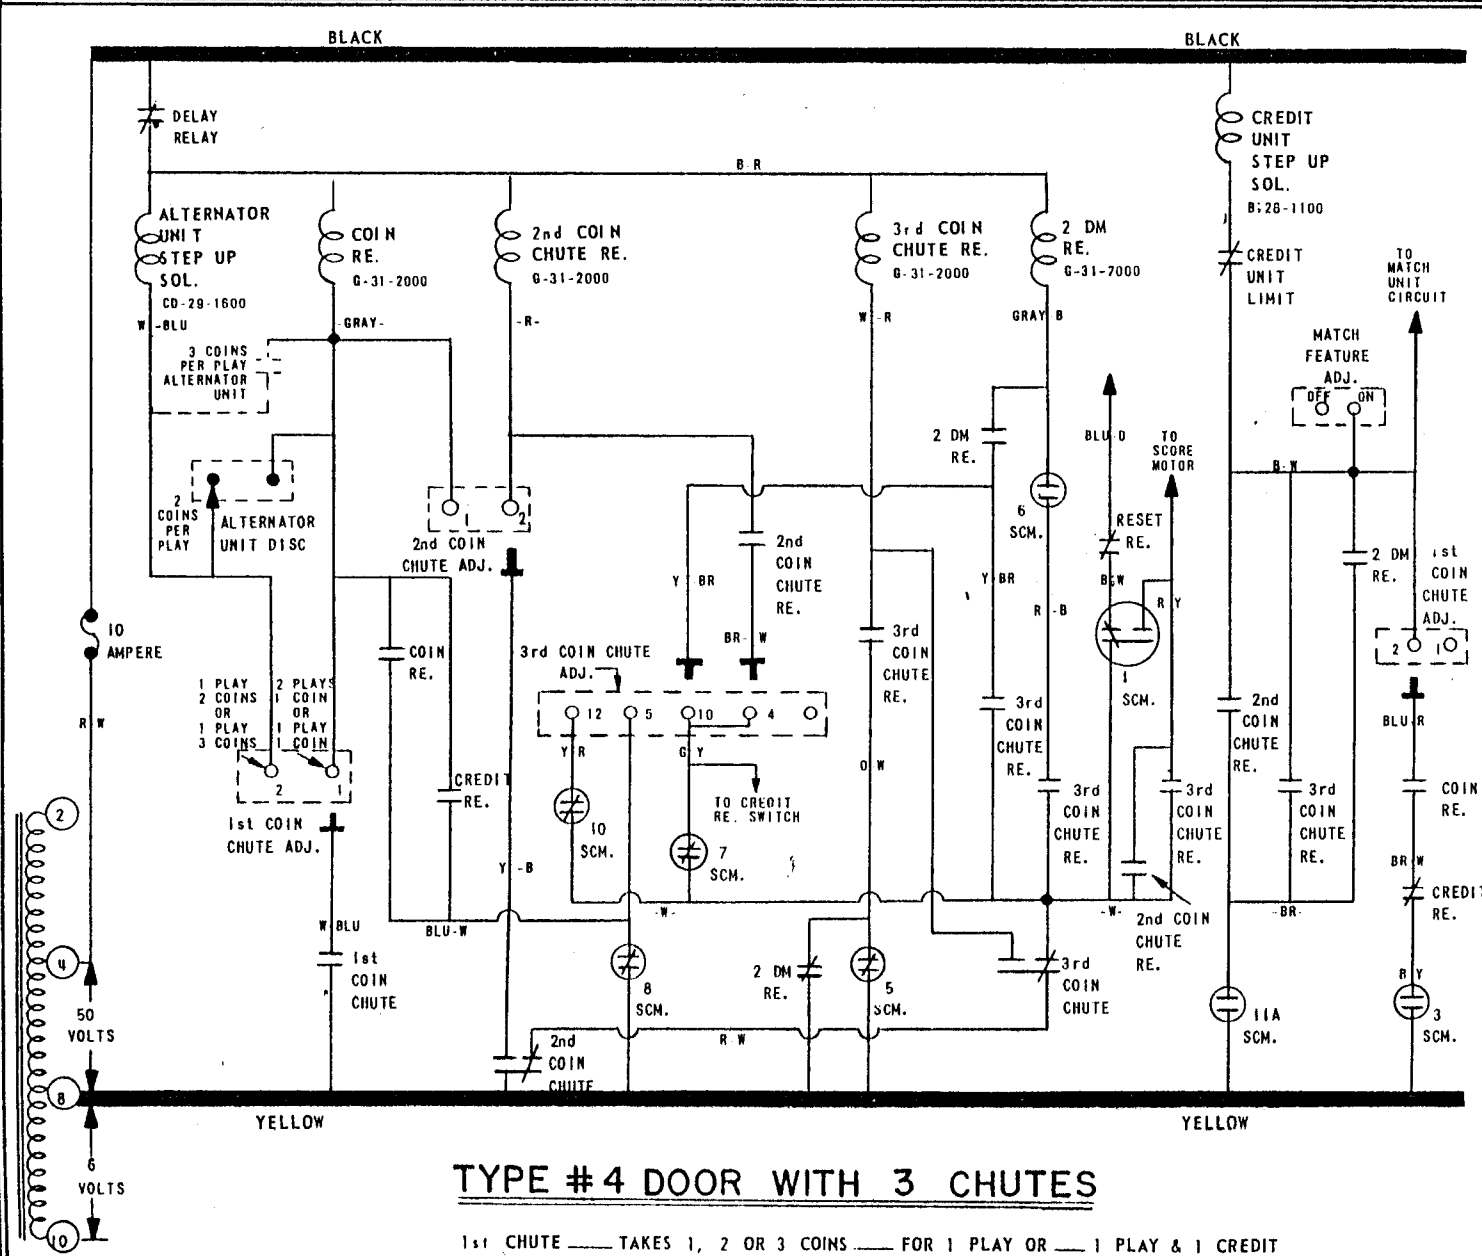 BLACK
BLACK
DELAY
RELAY
B-R
CREDIT
UNIT
STEP UP
SOL.
ALTERNATOR
UNIT
STEP UP
SOL.
CD-29-1600
COIN
RE.
G-31-2000
2nd COIN
CHUTE RE.
G-31-2000
3rd COIN
CHUTE RE.
G-31-2000
2 DM
RE.
G-31-7000
CREDIT
UNIT
LIMIT
TO
MATCH
UNIT
CIRCUIT
W-BLU
-GRAY-
-R-
W-R
GRAY-B
3 COINS
PER PLAY
ALTERNATOR
UNIT
MATCH
FEATURE
ADJ.
OFF ON
2 DM
RE.
BLU-O
TO
SCORE
MOTOR
B-W
2
COINS
PER
PLAY
ALTERNATOR
UNIT DISC
2
2nd COIN
CHUTE ADJ.
2nd
COIN
CHUTE
RE.
6
SCM.
RESET
RE.
2 DM
RE.
1st
COIN
CHUTE
ADJ.
Y-BR
Y-BR
R-B
R-Y
10
AMPERE
COIN
RE.
3rd COIN CHUTE
ADJ.
BR-W
3rd
COIN
CHUTE
RE.
1
SCM.
2 1
1 PLAY
2 COINS
OR
1 PLAY
3 COINS
2 PLAYS
1 COIN
OR
1 PLAY
1 COIN
R-W
12 5 10 4
3rd
COIN
CHUTE
RE.
2nd
COIN
CHUTE
RE.
BLU-R
Y-R
G-Y
O-W
2 1
1st COIN
CHUTE ADJ.
CREDIT
RE.
TO CREDIT
RE. SWITCH
10
SCM.
7
SCM.
3rd
COIN
CHUTE
RE.
3rd
COIN
CHUTE
RE.
3rd
COIN
CHUTE
RE.
COIN
RE.
2
Y-B
BR-W
CREDIT
RE.
W-BLU
BLU-W
-W-
-W-
2nd COIN
CHUTE
RE.
-BR-
1st
COIN
CHUTE
8
SCM.
2 DM
RE.
5
SCM.
3rd
COIN
CHUTE
4
50
VOLTS
11A
SCM.
3
SCM.
2nd
COIN
CHUTE
R-W
8
YELLOW
YELLOW
6
VOLTS
10
TYPE #4 DOOR WITH 3 CHUTES
1st CHUTE —— TAKES 1, 2 OR 3 COINS —— FOR 1 PLAY OR —— 1 PLAY & 1 CREDIT